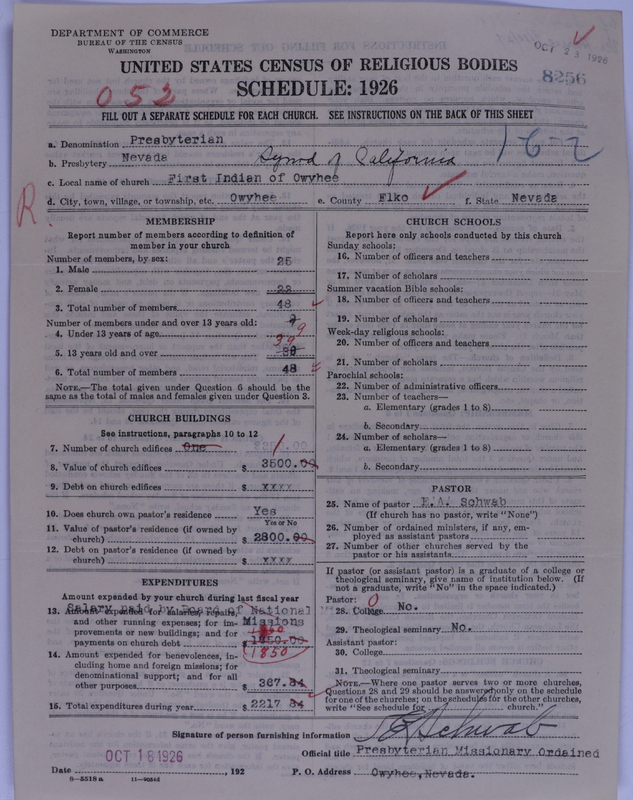 DEPARTMENT OF COMMERCE
BUREAU OF THE CENSUS
WASHINGTON
OCT 23 1926
8256
UNITED STATES CENSUS OF RELIGIOUS BODIES
SCHEDULE: 1926
052
FILL OUT A SEPARATE SCHEDULE FOR EACH CHURCH. SEE INSTRUCTIONS ON THE BACK OF THIS SHEET
a. Denomination Presbyterian
1-6-2
b. Presbytery Nevada Synod of California
c. Local name of church First Indian of Owyhee
d. City, town, village, or township, etc. Owyhee e. County Elko f. State Nevada
R.
MEMBERSHIP
Report number of members according to definition of
member in your church
Number of members, by sex:
1. Male 25
2. Female 23
3. Total number of members 48
Number of members under and over 13 years old:
4. Under 13 years of age 9
5. 13 years old and over 39
6. Total number of members 48
NOTE.—The total given under Question 6 should be the
same as the total of males and females given under Question 3.
CHURCH BUILDINGS
See instructions, paragraphs 10 to 12
7. Number of church edifices One 1
8. Value of church edifices $ 3500.00
9. Debt on church edifices $ xxxx
10. Does church own pastor's residence Yes
Yes or No
11. Value of pastor's residence (if owned by
church) $ 2800.00
12. Debt on pastor's residence (if owned by
church) $ xxxx
EXPENDITURES
Amount expended by your church during last fiscal year
Salary paid by Board of National
Missions
13. Amount expended for salaries, repairs,
and other running expenses; for im-
provements or new buildings; and for
payments on church debt $ 1850.00
1850
14. Amount expended for benevolences, in-
cluding home and foreign missions; for
denominational support; and for all
other purposes $ 367.84
15. Total expenditures during year $ 2217 84
CHURCH SCHOOLS
Report here only schools conducted by this church
Sunday schools:
16. Number of officers and teachers
17. Number of scholars
Summer vacation Bible schools:
18. Number of officers and teachers
19. Number of scholars
Week-day religious schools:
20. Number of officers and teachers
21. Number of scholars
Parochial schools:
22. Number of administrative officers
23. Number of teachers—
a. Elementary (grades 1 to 8)
b. Secondary
24. Number of scholars—
a. Elementary (grades 1 to 8)
b. Secondary
PASTOR
25. Name of pastor E.A. Schwab
(If church has no pastor, write "None")
26. Number of ordained ministers, if any, em-
ployed as assistant pastors
27. Number of other churches served by the
pastor or his assistants
If pastor (or assistant pastor) is a graduate of a college or
theological seminary, give name of institution below. (If
not a graduate, write "No" in the space indicated.)
Pastor: 0
28. College No.
29. Theological seminary No.
Assistant pastor:
30. College
31. Theological seminary
NOTE.—Where one pastor serves two or more churches,
Questions 28 and 29 should be answered only on the schedule
for one of the churches; on the schedules for the other churches,
write "See schedule for church."
Signature of person furnishing information E A Schwab
Official title Presbyterian Missionary Ordained
OCT 18 1926
Date , 192 P. O. Address Owyhee, Nevada.
8—5518 a